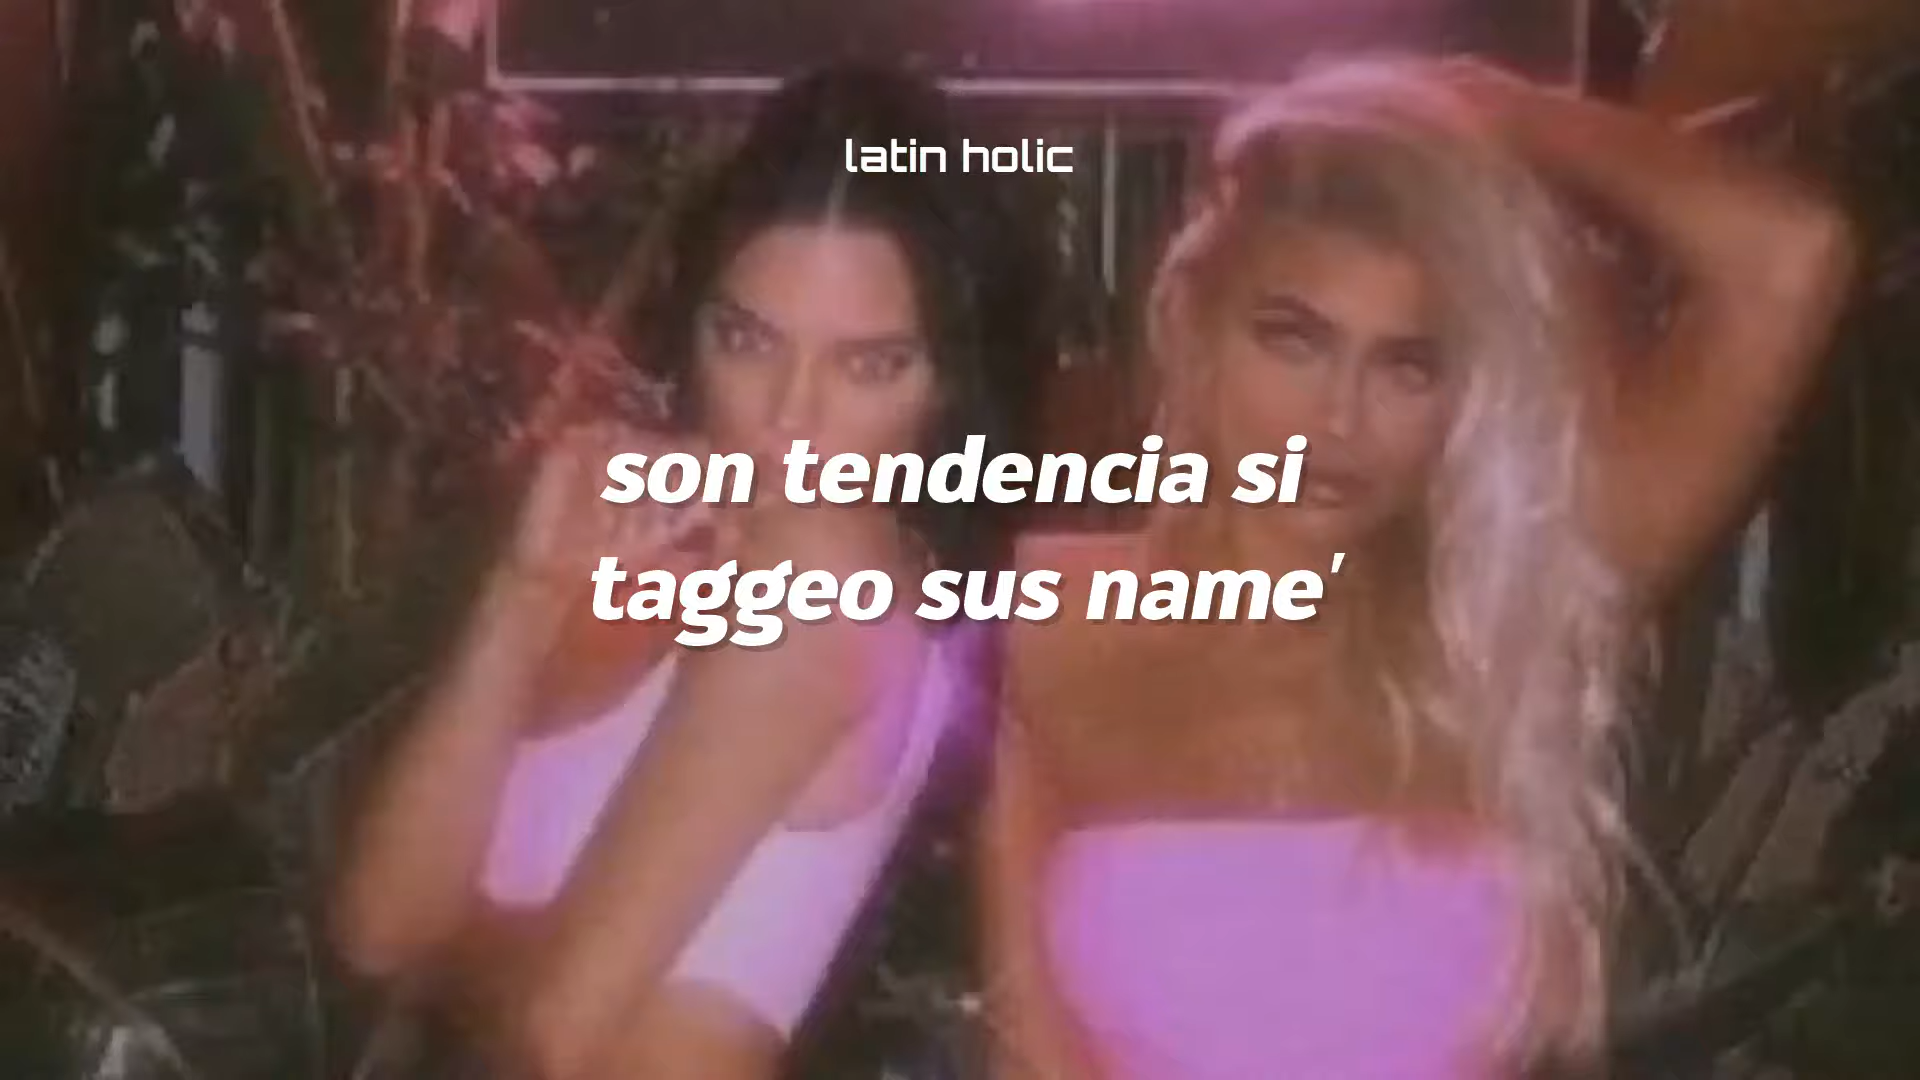 latin holic
son tendencia si
taggeo sus name'